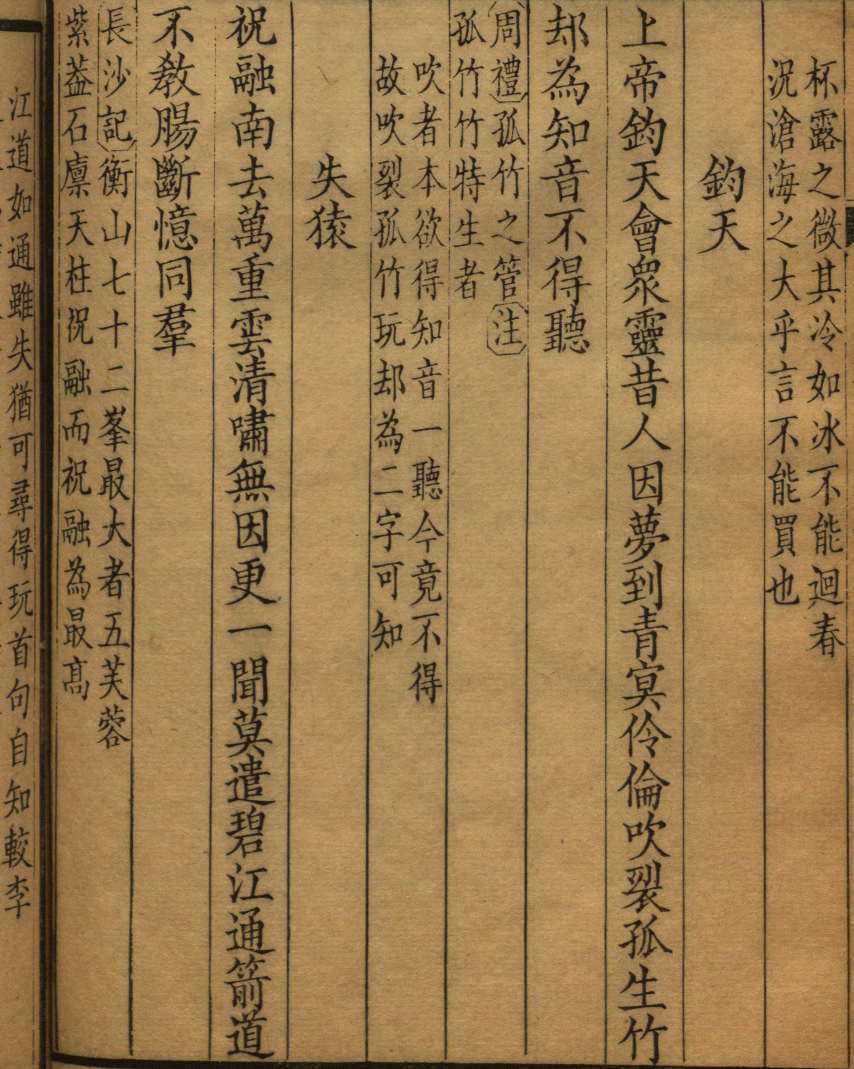 杯露之微其冷如冰不能迴春
況滄海之大乎言不能買也
鈞天
上帝鈞天會衆靈昔人因夢到青冥伶倫吹裂孤生竹
却為知音不得聽
周禮孤竹之管注
孤竹竹特生者
吹者本欲得知音一聽今竟不得
故吹裂孤竹玩却為二字可知
失猿
祝融南去萬重雲清嘯無因更一聞莫遣碧江通箭道
不教腸斷憶同羣
長沙記衡山七十二峯最大者五芙蓉
紫葢石廪天柱祝融而祝融為最髙
江道如通雖失猶可尋得玩首句自知較李